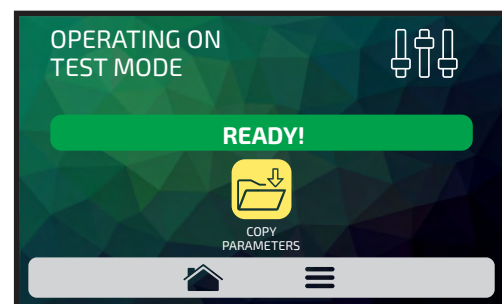 OPERATING ON
TEST MODE
READY!
COPY
PARAMETERS